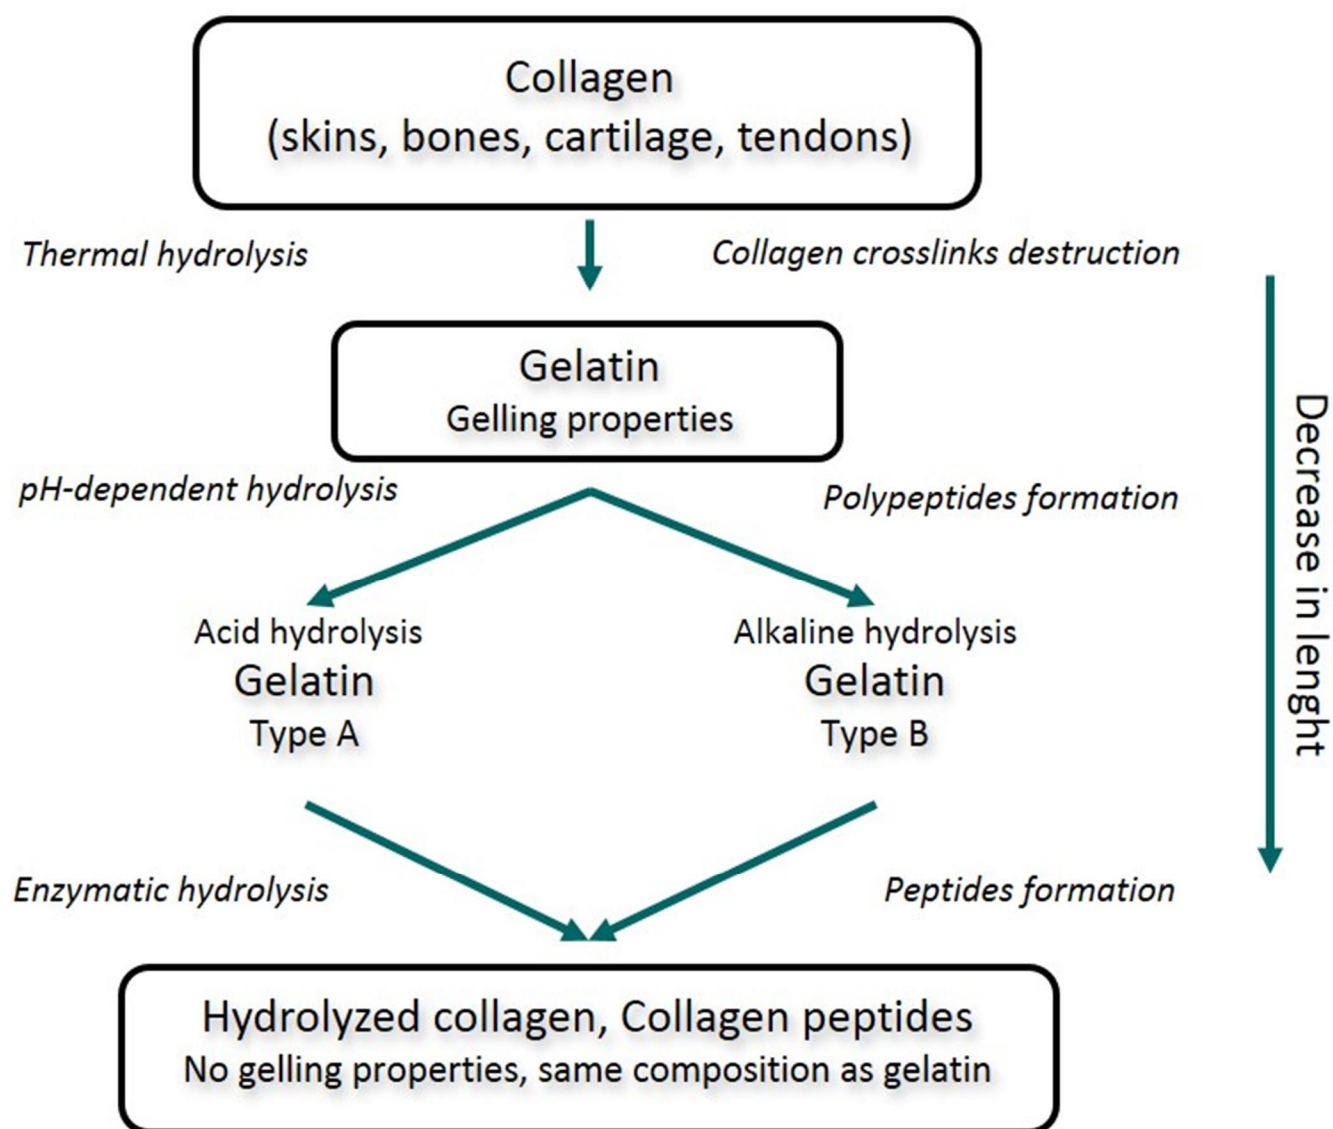 Collagen
(skins, bones, cartilage, tendons)
Thermal hydrolysis
Collagen crosslinks destruction
Gelatin
Gelling properties
pH-dependent hydrolysis
Polypeptides formation
Acid hydrolysis
Gelatin
Type A
Alkaline hydrolysis
Gelatin
Type B
Enzymatic hydrolysis
Peptides formation
Hydrolyzed collagen, Collagen peptides
No gelling properties, same composition as gelatin
Decrease in lenght